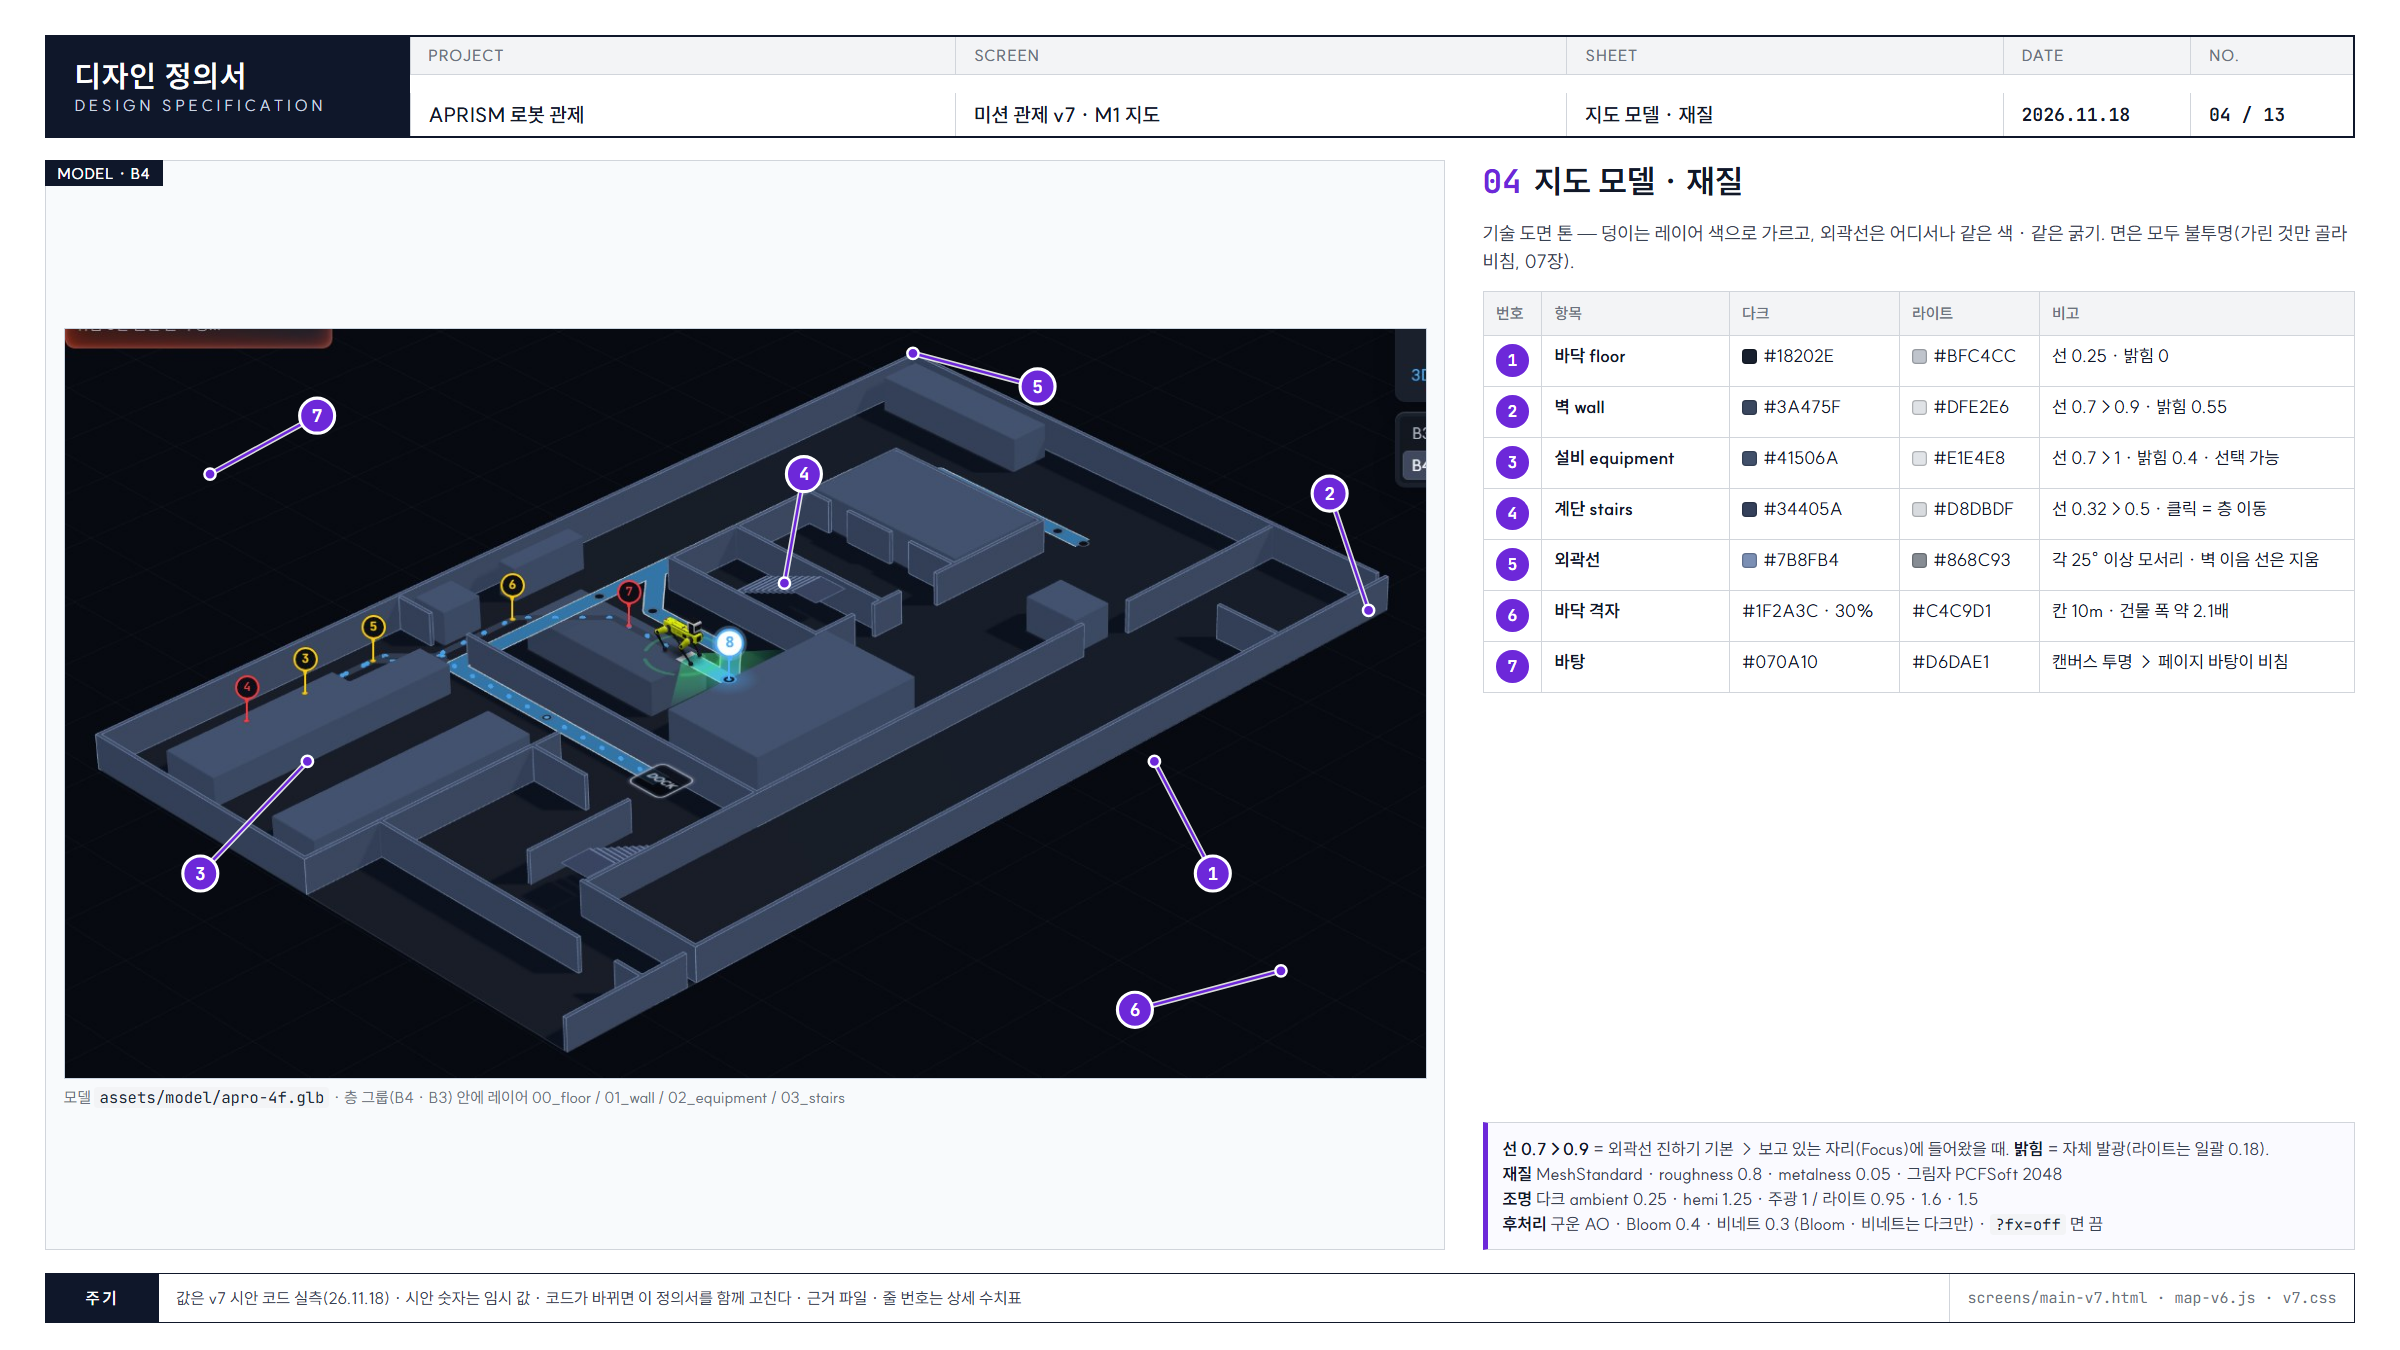 디자인 정의서
DESIGN SPECIFICATION
PROJECT
SCREEN
SHEET
DATE
NO.
APRISM 로봇 관제
미션 관제 v7 · M1 지도
지도 모델 · 재질
2026.11.18
04 / 13
MODEL · B4
3D
B3
B4
7
5
4
2
6
7
5
8
3
4
DOCK
3
1
6
모델 assets/model/apro-4f.glb · 층 그룹(B4 · B3) 안에 레이어 00_floor / 01_wall / 02_equipment / 03_stairs
04 지도 모델 · 재질
기술 도면 톤 — 덩이는 레이어 색으로 가르고, 외곽선은 어디서나 같은 색 · 같은 굵기. 면은 모두 불투명(가린 것만 골라
비침, 07장).
번호 항목 다크 라이트 비고
1 바닥 floor #18202E #BFC4CC 선 0.25 · 밝힘 0
2 벽 wall #3A475F #DFE2E6 선 0.7 > 0.9 · 밝힘 0.55
3 설비 equipment #41506A #E1E4E8 선 0.7 > 1 · 밝힘 0.4 · 선택 가능
4 계단 stairs #34405A #D8DBDF 선 0.32 > 0.5 · 클릭 = 층 이동
5 외곽선 #7B8FB4 #868C93 각 25° 이상 모서리 · 벽 이음 선은 지움
6 바닥 격자 #1F2A3C · 30% #C4C9D1 칸 10m · 건물 폭 약 2.1배
7 바탕 #070A10 #D6DAE1 캔버스 투명 > 페이지 바탕이 비침
선 0.7 > 0.9 = 외곽선 진하기 기본 > 보고 있는 자리(Focus)에 들어왔을 때. 밝힘 = 자체 발광(라이트는 일괄 0.18).
재질 MeshStandard · roughness 0.8 · metalness 0.05 · 그림자 PCFSoft 2048
조명 다크 ambient 0.25 · hemi 1.25 · 주광 1 / 라이트 0.95 · 1.6 · 1.5
후처리 구운 AO · Bloom 0.4 · 비네트 0.3 (Bloom · 비네트는 다크만) · ?fx=off 면 끔
주기
값은 v7 시안 코드 실측(26.11.18) · 시안 숫자는 임시 값 · 코드가 바뀌면 이 정의서를 함께 고친다 · 근거 파일 · 줄 번호는 상세 수치표
screens/main-v7.html · map-v6.js · v7.css